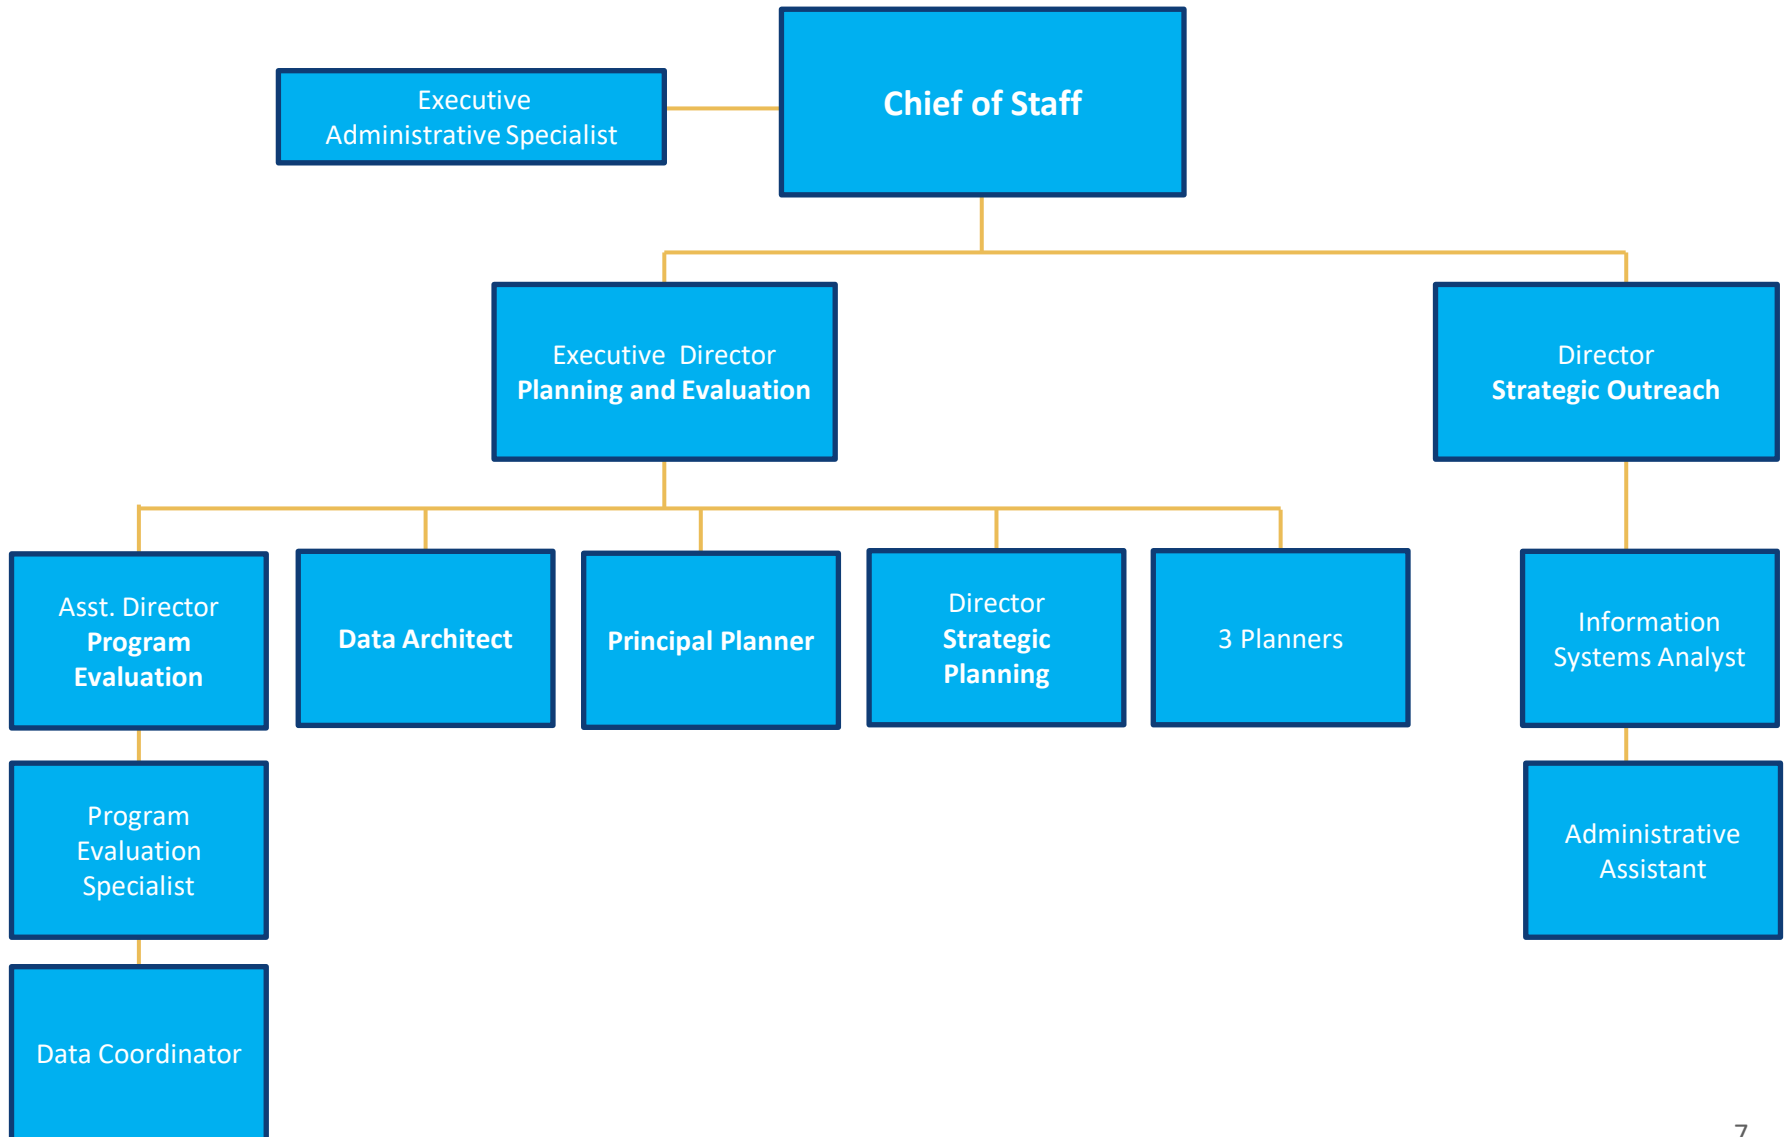 Chief of Staff
Executive
Administrative Specialist
Executive Director
Planning and Evaluation
Director
Strategic Outreach
Asst. Director
Program
Evaluation
Data Architect
Principal Planner
Director
Strategic
Planning
3 Planners
Information
Systems Analyst
Program
Evaluation
Specialist
Administrative
Assistant
Data Coordinator
7